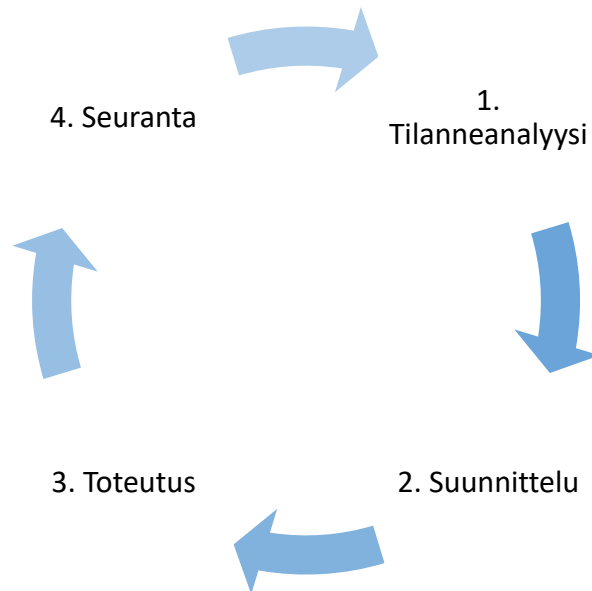 4. Seuranta
1.
Tilanneanalyysi
3. Toteutus
2. Suunnittelu